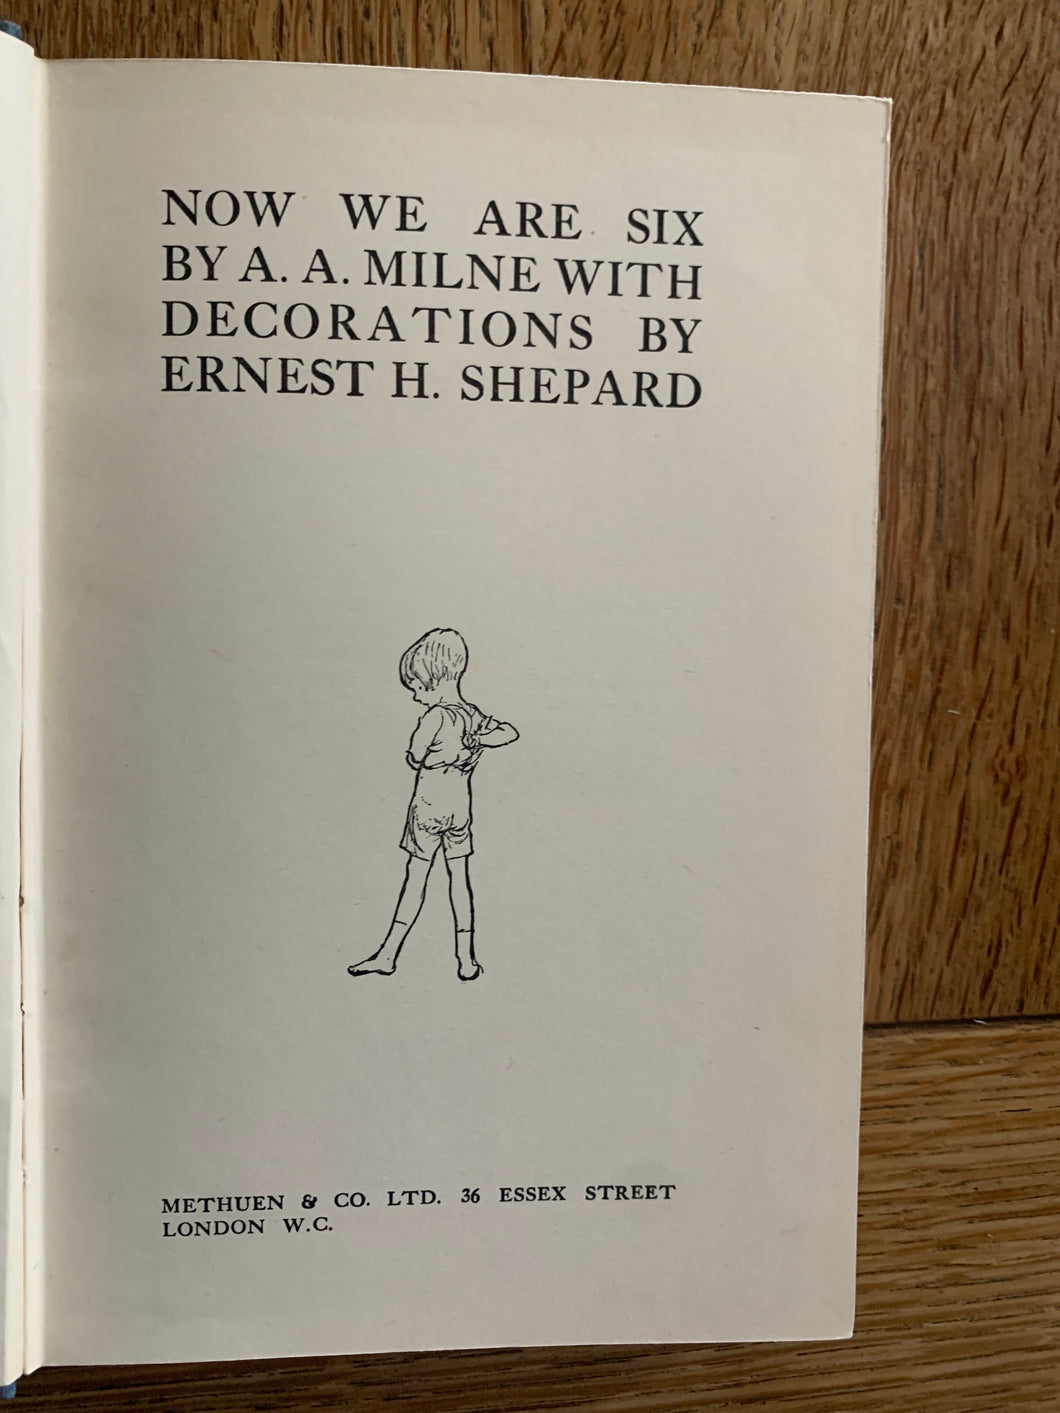 NOW WE ARE SIX
BY A. A. MILNE WITH
DECORATIONS BY
ERNEST H. SHEPARD
METHUEN & CO. LTD. 36 ESSEX STREET
LONDON W.C.